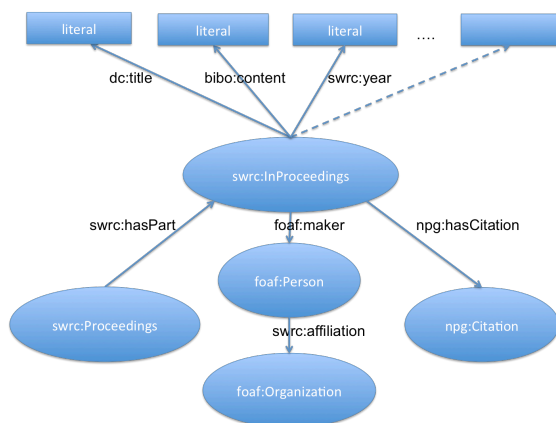 literal
literal
literal
....
dc:title
bibo:content
swrc:year
swrc:InProceedings
swrc:hasPart
foaf:maker
npg:hasCitation
foaf:Person
swrc:Proceedings
swrc:affiliation
npg:Citation
foaf:Organization